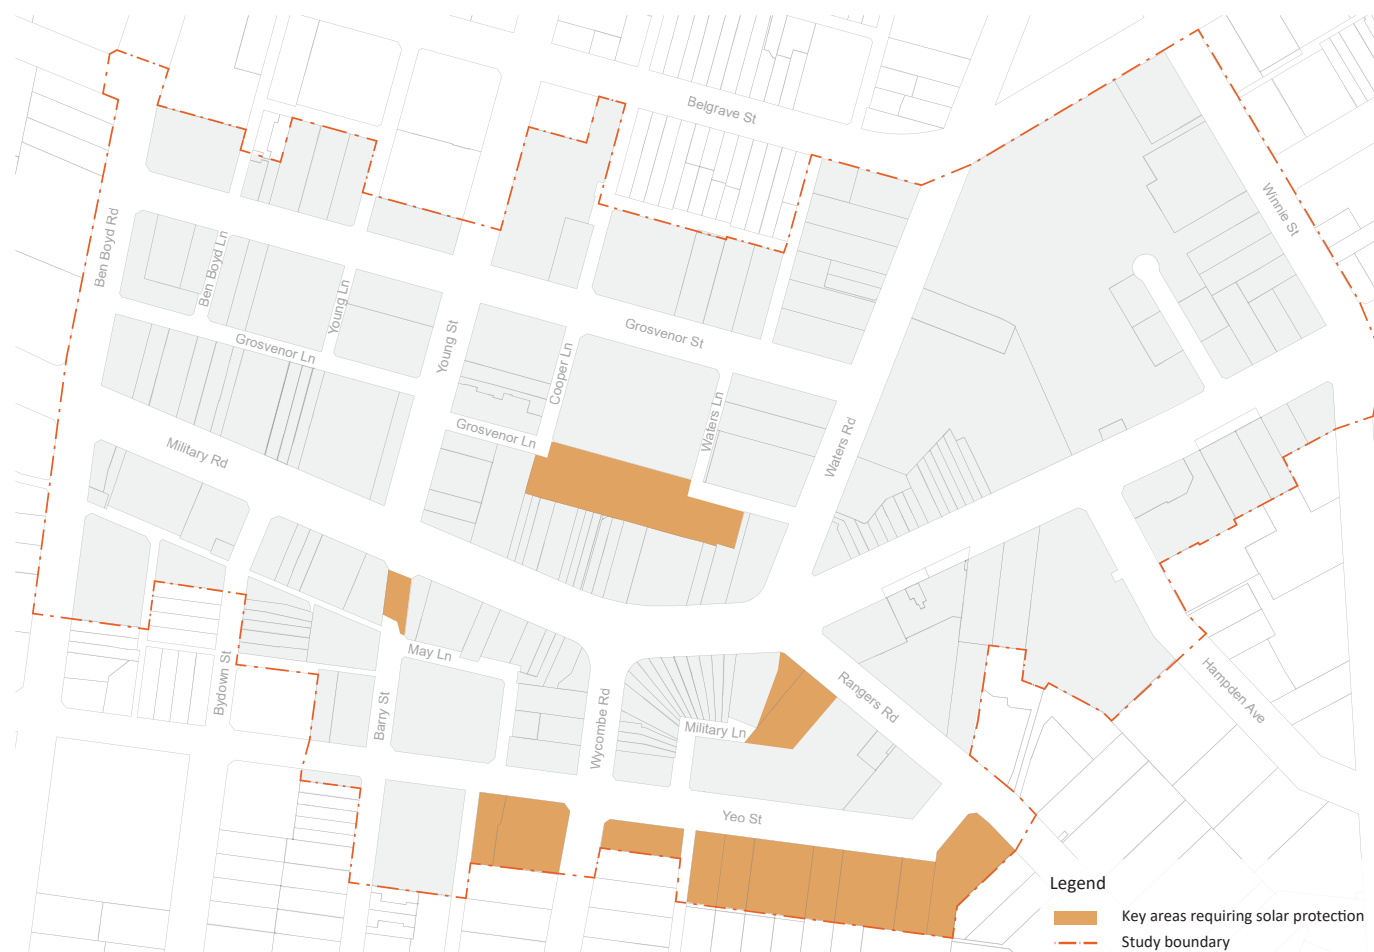 Belgrave St
Winnie St
Ben Boyd Rd
Ben Boyd Ln
Young Ln
Grosvenor Ln
Young St
Grosvenor St
Cooper Ln
Waters Ln
Grosvenor Ln
Waters Rd
Military Rd
May Ln
Bydown St
Barry St
Wycombe Rd
Military Ln
Rangers Rd
Hampden Ave
Yeo St
Legend
Key areas requiring solar protection
Study boundary